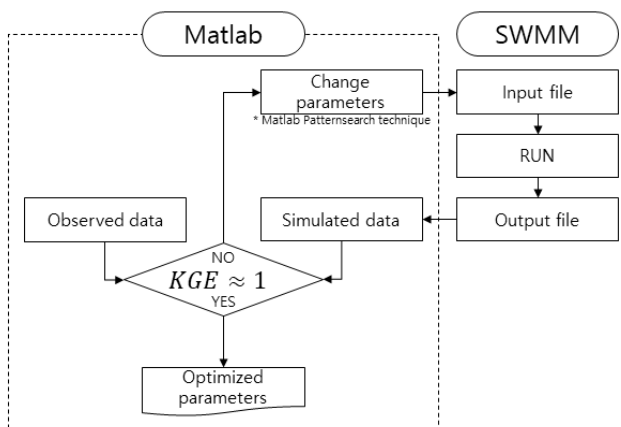 Matlab
SWMM
Change
parameters
* Matlab Patternsearch technique
Input file
RUN
Observed data
Simulated data
Output file
NO
KGE ≈ 1
YES
Optimized
parameters